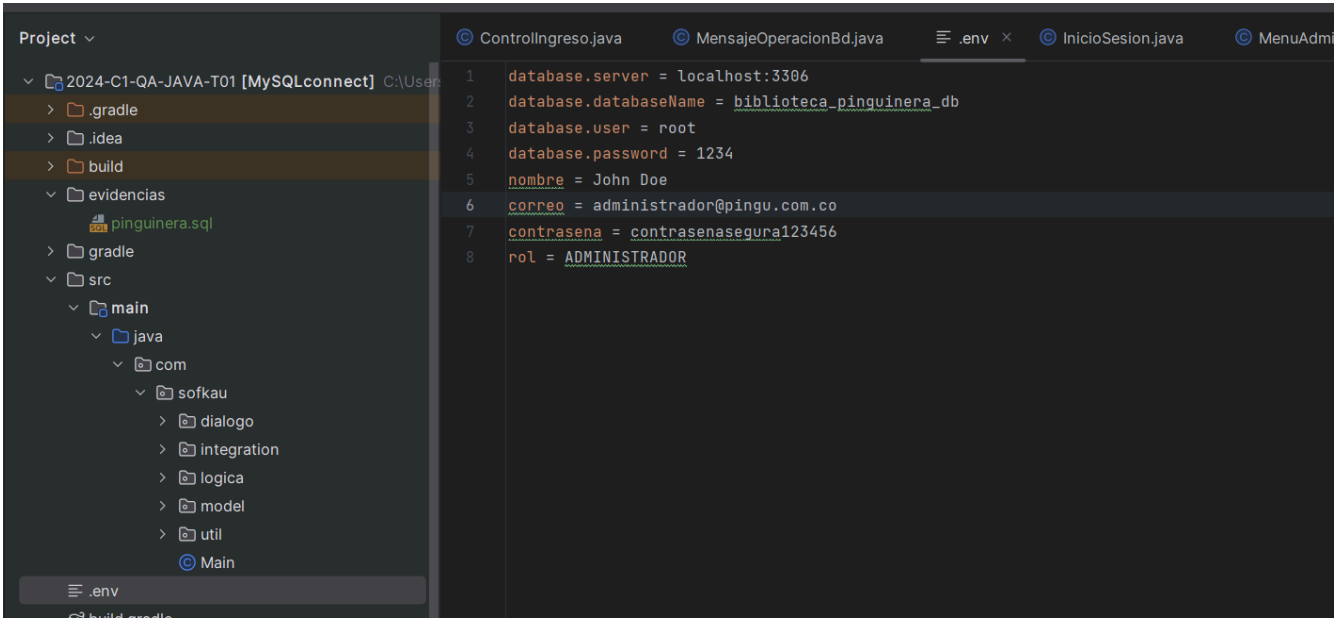 Project
2024-C1-QA-JAVA-T01 [MySQLconnect] C:\User
.gradle
.idea
build
evidencias
pinguinera.sql
gradle
src
main
java
com
sofkau
dialogo
integration
logica
model
util
Main
.env
build.gradle
ControlIngreso.java MensajeOperacionBd.java .env InicioSesion.java MenuAdmi
1 database.server = localhost:3306
2 database.databaseName = biblioteca_pinguinera_db
3 database.user = root
4 database.password = 1234
5 nombre = John Doe
6 correo = administrador@pingu.com.co
7 contrasena = contrasenasegura123456
8 rol = ADMINISTRADOR